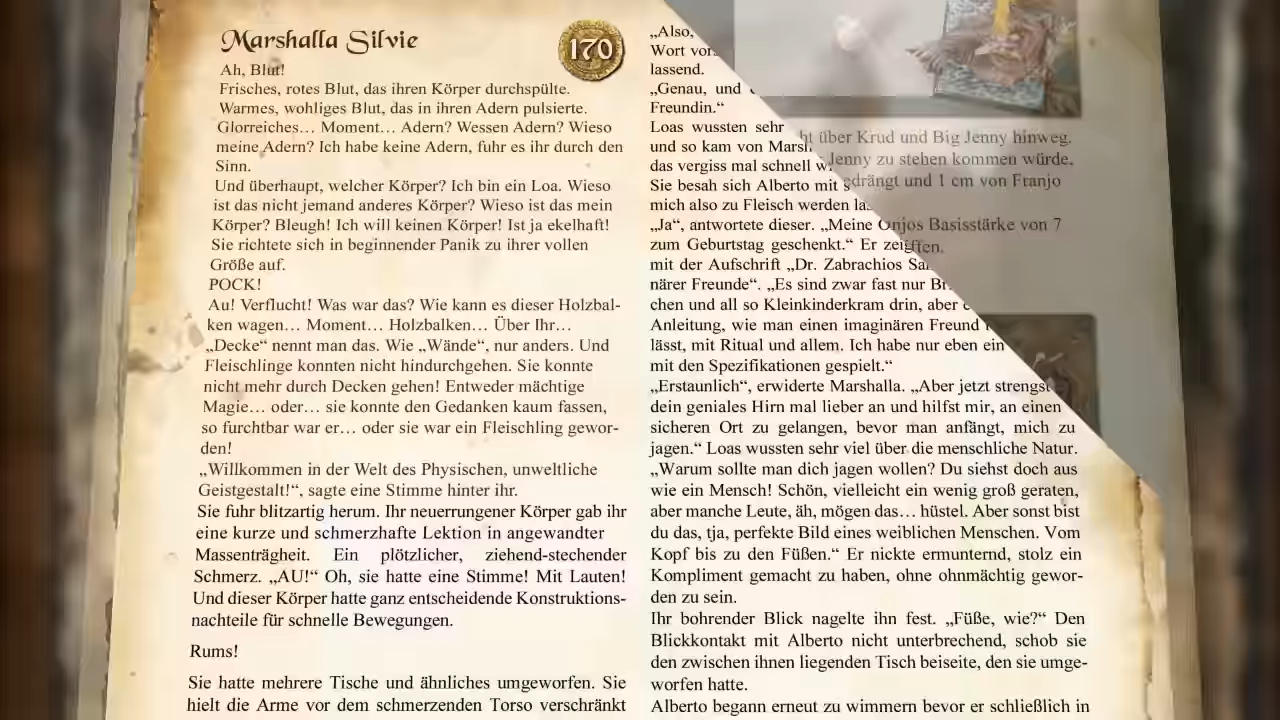 Marshalla Silvie
170
Ah, Blut!
Frisches, rotes Blut, das ihren Körper durchspülte.
Warmes, wohliges Blut, das in ihren Adern pulsierte.
Glorreiches… Moment… Adern? Wessen Adern? Wieso
meine Adern? Ich habe keine Adern, fuhr es ihr durch den
Sinn.
Und überhaupt, welcher Körper? Ich bin ein Loa. Wieso
ist das nicht jemand anderes Körper? Wieso ist das mein
Körper? Bleugh! Ich will keinen Körper! Ist ja ekelhaft!
Sie richtete sich in beginnender Panik zu ihrer vollen
Größe auf.
POCK!
Au! Verflucht! Was war das? Wie kann es dieser Holzbal-
ken wagen… Moment… Holzbalken… Über Ihr…
„Decke“ nennt man das. Wie „Wände“, nur anders. Und
Fleischlinge konnten nicht hindurchgehen. Sie konnte
nicht mehr durch Decken gehen! Entweder mächtige
Magie… oder… sie konnte den Gedanken kaum fassen,
so furchtbar war er… oder sie war ein Fleischling gewor-
den!
„Willkommen in der Welt des Physischen, unweltliche
Geistgestalt!“, sagte eine Stimme hinter ihr.
Sie fuhr blitzartig herum. Ihr neuerrungener Körper gab ihr
eine kurze und schmerzhafte Lektion in angewandter
Massenträgheit. Ein plötzlicher, ziehend-stechender
Schmerz. „AU!“ Oh, sie hatte eine Stimme! Mit Lauten!
Und dieser Körper hatte ganz entscheidende Konstruktions-
nachteile für schnelle Bewegungen.
Rums!
Sie hatte mehrere Tische und ähnliches umgeworfen. Sie
hielt die Arme vor dem schmerzenden Torso verschränkt
„Also,
Wort
lassend.
„Genau, und
Freundin.“
Loas wussten sehr
und so kam von
das vergiss mal schnell
Sie besah sich Alberto mit
mich also zu Fleisch werden
„Ja“, antwortete dieser. „Meine
zum Geburtstag geschenkt.“ Er
mit der Aufschrift „Dr. Zabrachios
närer Freunde“. „Es sind zwar fast nur
chen und all so Kleinkinderkram drin, aber
Anleitung, wie man einen imaginären Freund
lässt, mit Ritual und allem. Ich habe nur eben ein
mit den Spezifikationen gespielt.“
„Erstaunlich“, erwiderte Marshalla. „Aber jetzt strengst
dein geniales Hirn mal lieber an und hilfst mir, an einen
sicheren Ort zu gelangen, bevor man anfängt, mich zu
jagen.“ Loas wussten sehr viel über die menschliche Natur.
„Warum sollte man dich jagen wollen? Du siehst doch aus
wie ein Mensch! Schön, vielleicht ein wenig groß geraten,
aber manche Leute, äh, mögen das… hüstel. Aber sonst bist
du das, tja, perfekte Bild eines weiblichen Menschen. Vom
Kopf bis zu den Füßen.“ Er nickte ermunternd, stolz ein
Kompliment gemacht zu haben, ohne ohnmächtig gewor-
den zu sein.
Ihr bohrender Blick nagelte ihn fest. „Füße, wie?“ Den
Blickkontakt mit Alberto nicht unterbrechend, schob sie
den zwischen ihnen liegenden Tisch beiseite, den sie umge-
worfen hatte.
Alberto begann erneut zu wimmern bevor er schließlich in
über Krud und Big Jenny hinweg.
Jenny zu stehen kommen würde,
und 1 cm von Franjo
Basisstärke von 7